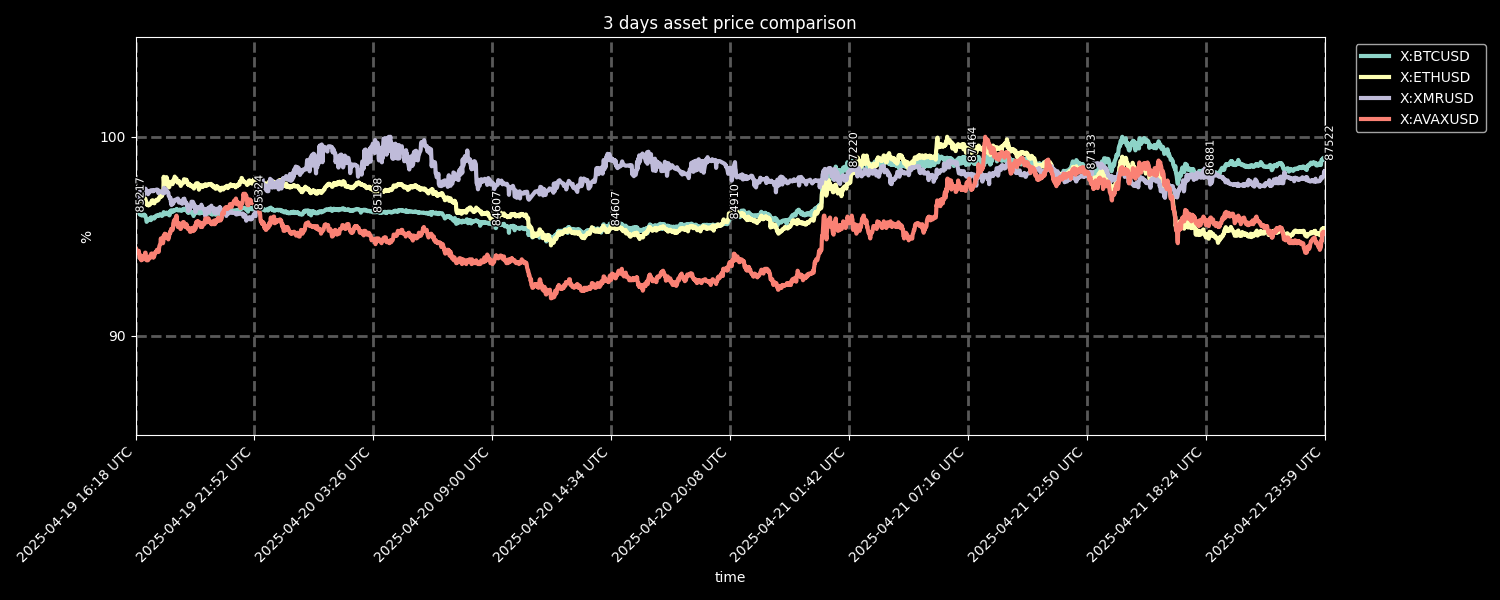 3 days asset price comparison
X:BTCUSD
X:ETHUSD
X:XMRUSD
X:AVAXUSD
100
90
%
85324
85198
84607
84607
84910
87220
87464
87133
86881
87522
2025-04-19 16:18 UTC
2025-04-19 21:52 UTC
2025-04-20 03:26 UTC
2025-04-20 09:00 UTC
2025-04-20 14:34 UTC
2025-04-20 20:08 UTC
2025-04-21 01:42 UTC
2025-04-21 07:16 UTC
2025-04-21 12:50 UTC
2025-04-21 18:24 UTC
2025-04-21 23:59 UTC
time